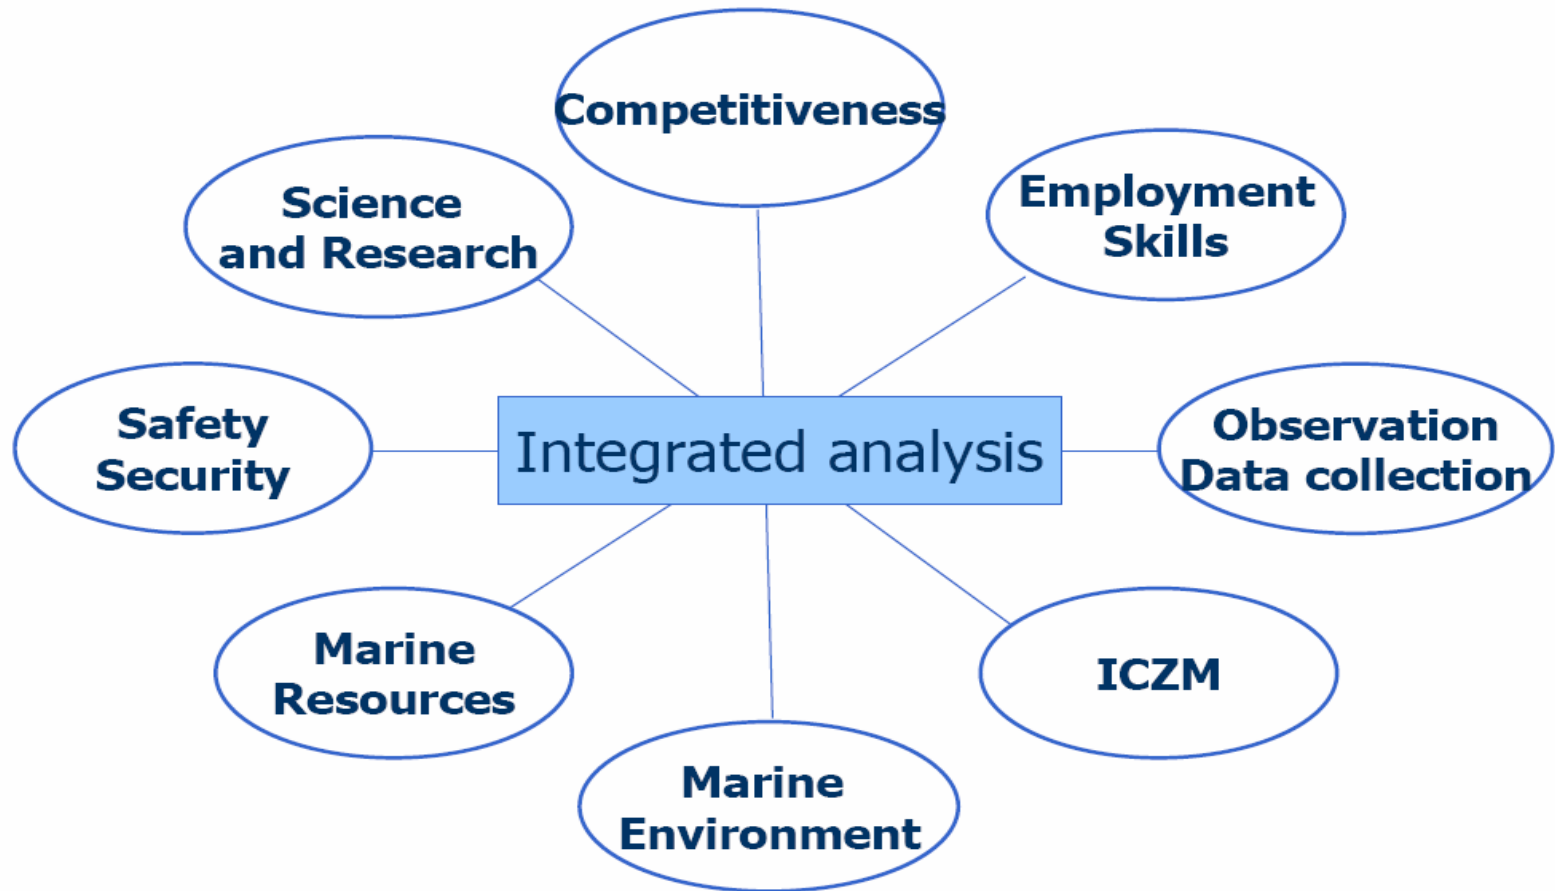 Competitiveness
Science
and Research
Employment
Skills
Safety
Security
Integrated analysis
Observation
Data collection
Marine
Resources
ICZM
Marine
Environment